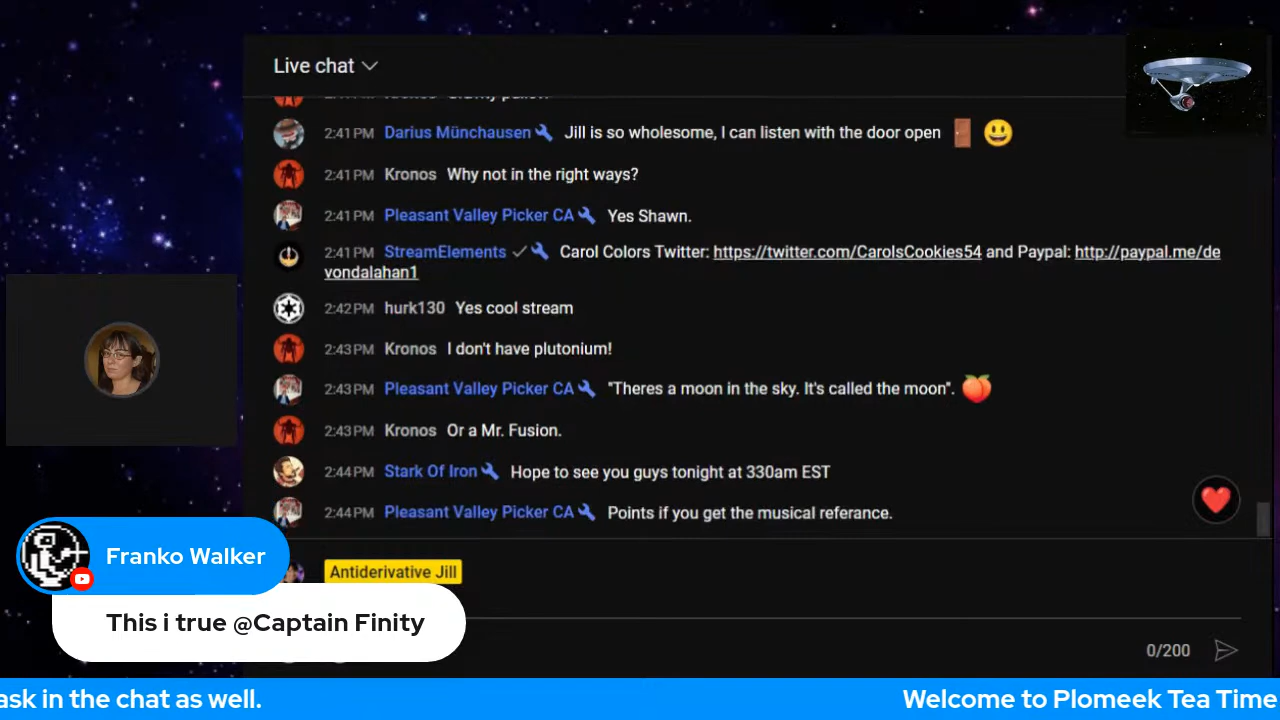 Live chat
2:41 PM Darius Münchausen Jill is so wholesome, I can listen with the door open
2:41 PM Kronos Why not in the right ways?
2:41 PM Pleasant Valley Picker CA Yes Shawn.
2:41 PM StreamElements Carol Colors Twitter: https://twitter.com/CarolsCookies54 and Paypal: http://paypal.me/de
vondalahan1
2:42 PM hurk130 Yes cool stream
2:43 PM Kronos I don't have plutonium!
2:43 PM Pleasant Valley Picker CA "Theres a moon in the sky. It's called the moon".
2:43 PM Kronos Or a Mr. Fusion.
2:44 PM Stark Of Iron Hope to see you guys tonight at 330am EST
2:44 PM Pleasant Valley Picker CA Points if you get the musical referance.
Franko Walker
Antiderivative Jill
This i true @Captain Finity
0/200
ask in the chat as well. Welcome to Plomeek Tea Time